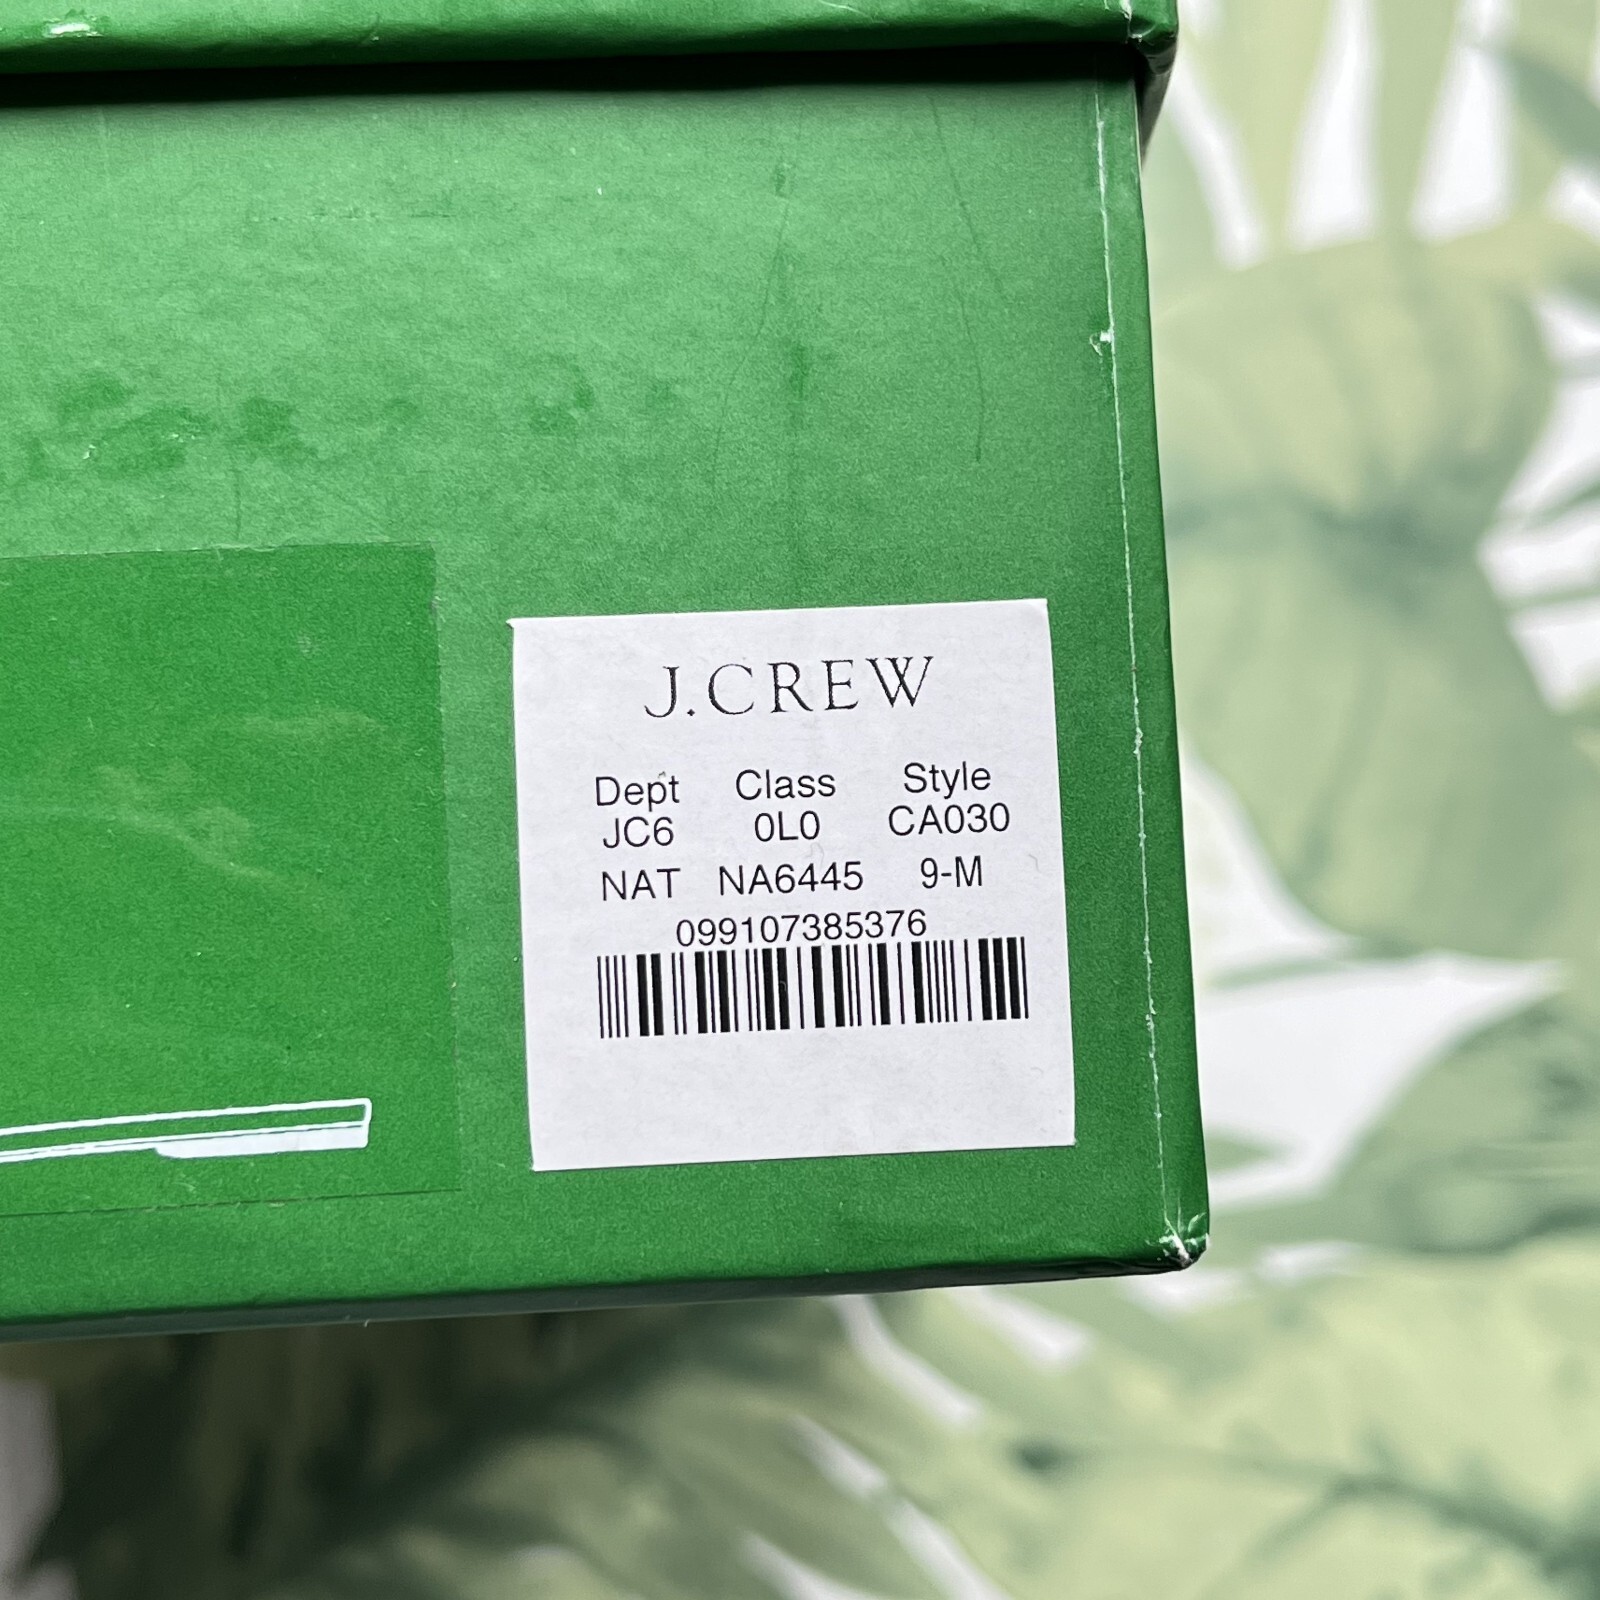 J.CREW
Dept Class Style
JC6 0L0 CA030
NAT NA6445 9-M
099107385376